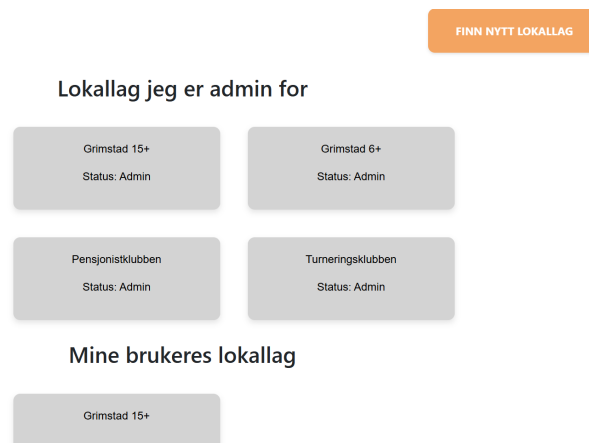 FINN NYTT LOKALLAG
Lokallag jeg er admin for
Grimstad 15+
Status: Admin
Grimstad 6+
Status: Admin
Pensjonistklubben
Status: Admin
Turneringsklubben
Status: Admin
Mine brukeres lokallag
Grimstad 15+